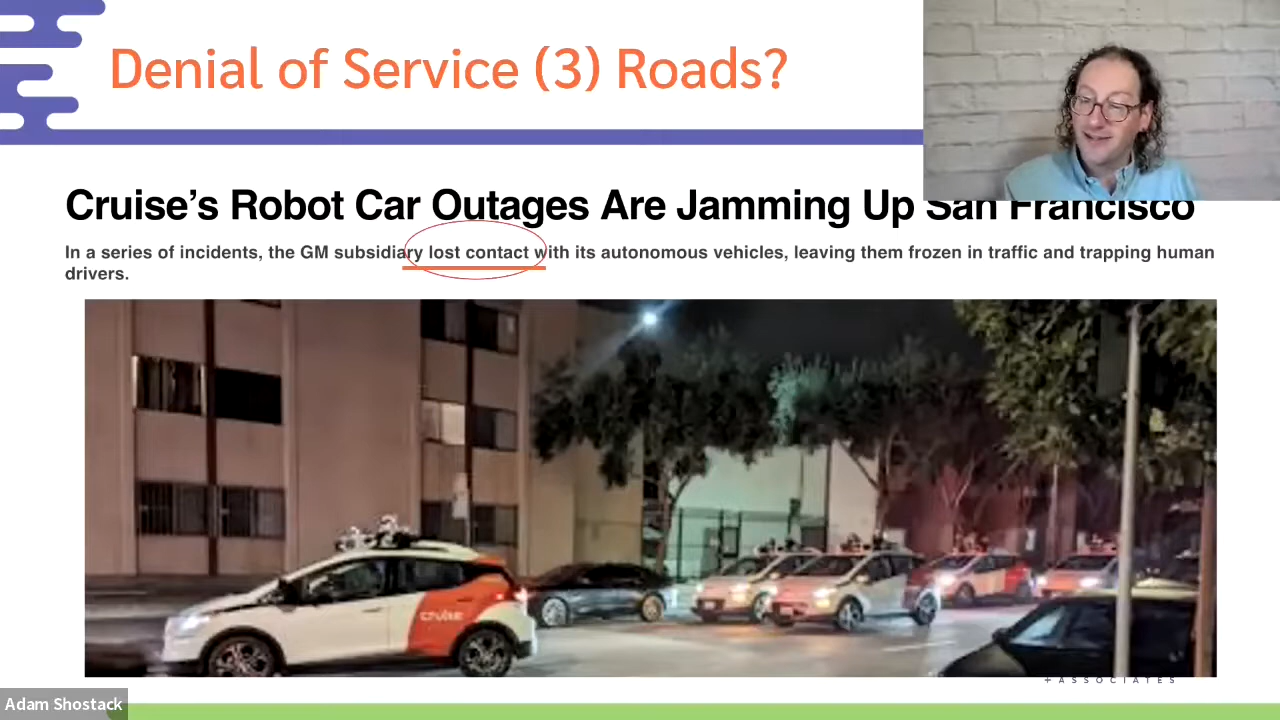 Denial of Service (3) Roads?
Cruise's Robot Car Outages Are Jamming Up San Francisco
In a series of incidents, the GM subsidiary lost contact with its autonomous vehicles, leaving them frozen in traffic and trapping human
drivers.
cruise
+ ASSOCIATES
Adam Shostack